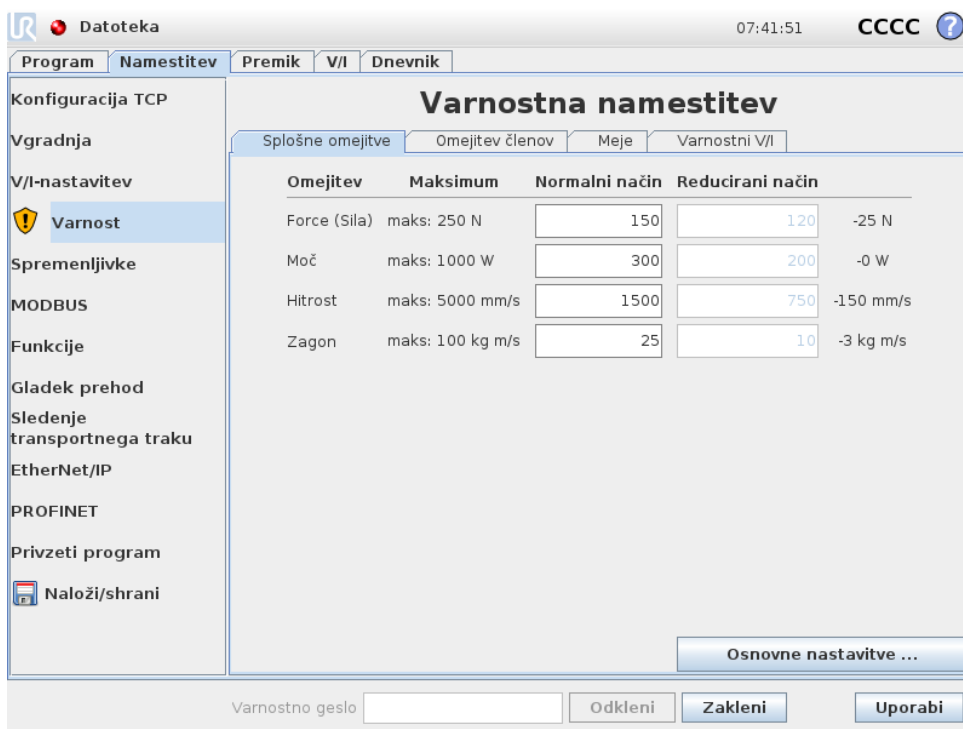 UR Datoteka 07:41:51 CCCC ?
Program Namestitev Premik V/I Dnevnik
Konfiguracija TCP
Vgradnja
V/I-nastavitev
Varnost
Spremenljivke
MODBUS
Funkcije
Gladek prehod
Sledenje
transportnega traku
EtherNet/IP
PROFINET
Privzeti program
Naloži/shrani
Varnostna namestitev
Splošne omejitve Omejitev členov Meje Varnostni V/I
Omejitev Maksimum Normalni način Reducirani način
Force (Sila) maks: 250 N 150 120 -25 N
Moč maks: 1000 W 300 200 -0 W
Hitrost maks: 5000 mm/s 1500 750 -150 mm/s
Zagon maks: 100 kg m/s 25 10 -3 kg m/s
Osnovne nastavitve ...
Varnostno geslo Odkleni Zakleni Uporabi